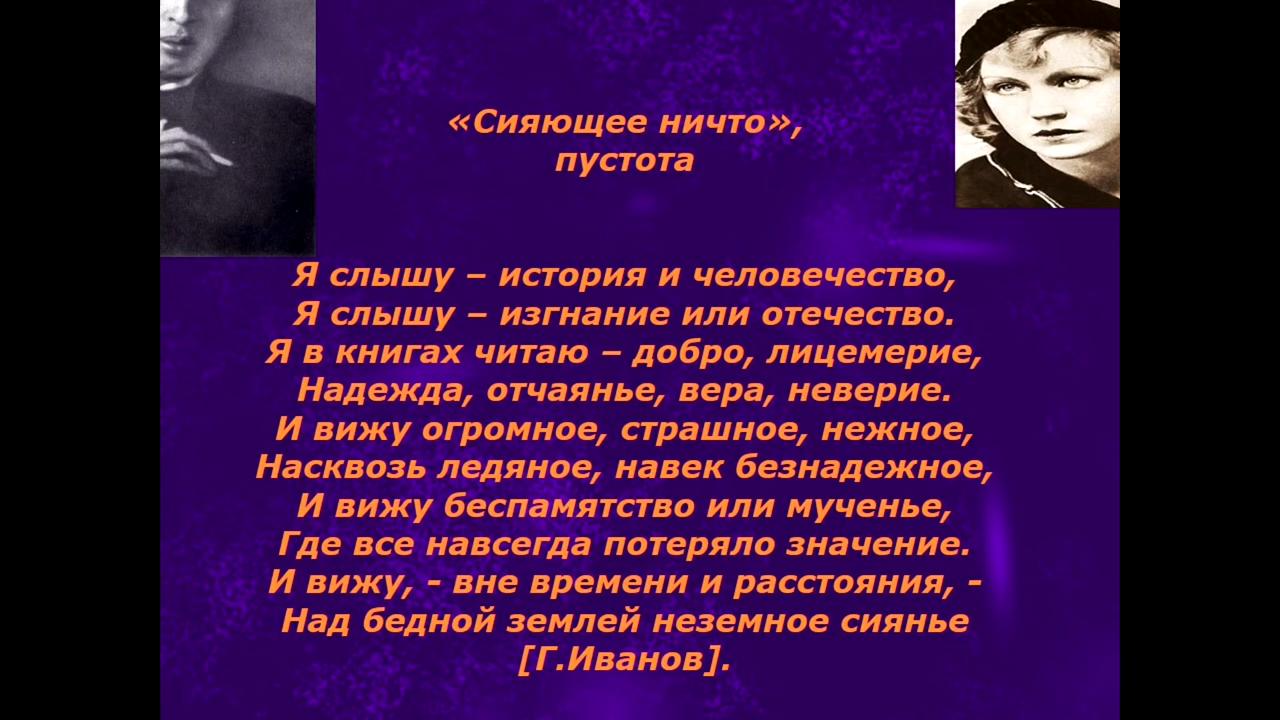 «Сияющее ничто»,
пустота
Я слышу – история и человечество,
Я слышу – изгнание или отечество.
Я в книгах читаю – добро, лицемерие,
Надежда, отчаянье, вера, неверие.
И вижу огромное, страшное, нежное,
Насквозь ледяное, навек безнадежное,
И вижу беспамятство или мученье,
Где все навсегда потеряло значение.
И вижу, - вне времени и расстояния, -
Над бедной землей неземное сиянье
[Г.Иванов].